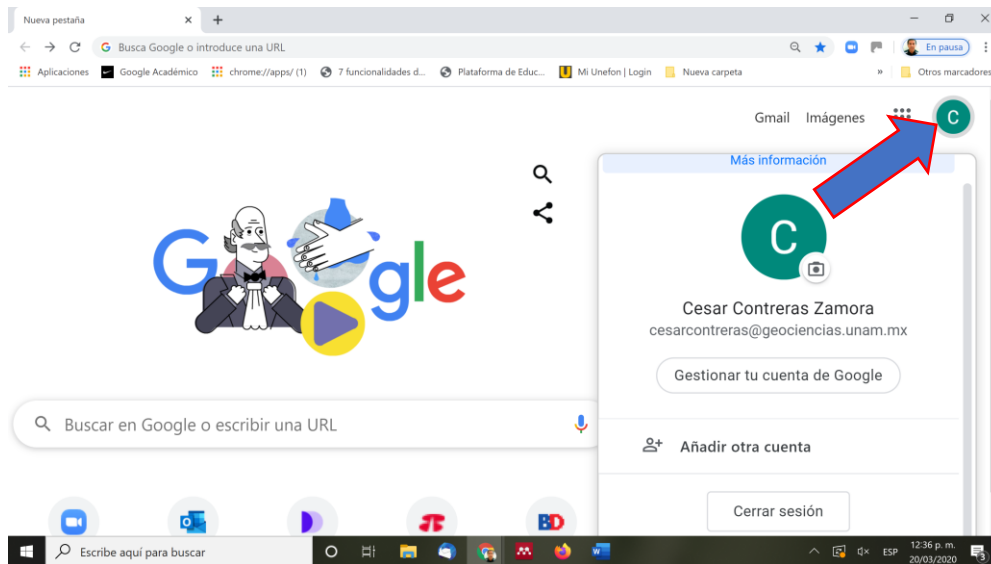 Nueva pestaña
Busca Google o introduce una URL
En pausa
Aplicaciones Google Académico chrome://apps/ (1) 7 funcionalidades d... Plataforma de Educ... Mi Unefon | Login Nueva carpeta » Otros marcadores
Gmail Imágenes C
Más información
C
Google
Cesar Contreras Zamora
cesarcontreras@geociencias.unam.mx
Gestionar tu cuenta de Google
Buscar en Google o escribir una URL
Añadir otra cuenta
Cerrar sesión
BD
Escribe aquí para buscar
ESP
12:36 p. m.
20/03/2020
3